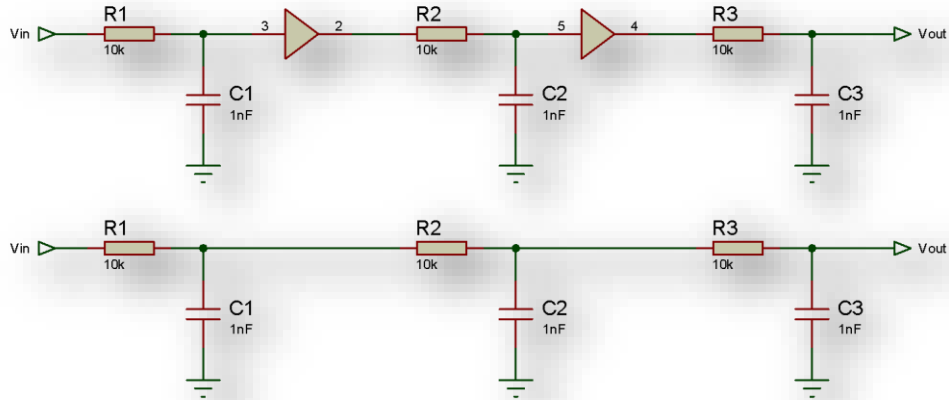 R1 R2 R3
Vin 3 2 5 4 Vout
10k 10k 10k
C1 C2 C3
1nF 1nF 1nF
R1 R2 R3
Vin Vout
10k 10k 10k
C1 C2 C3
1nF 1nF 1nF